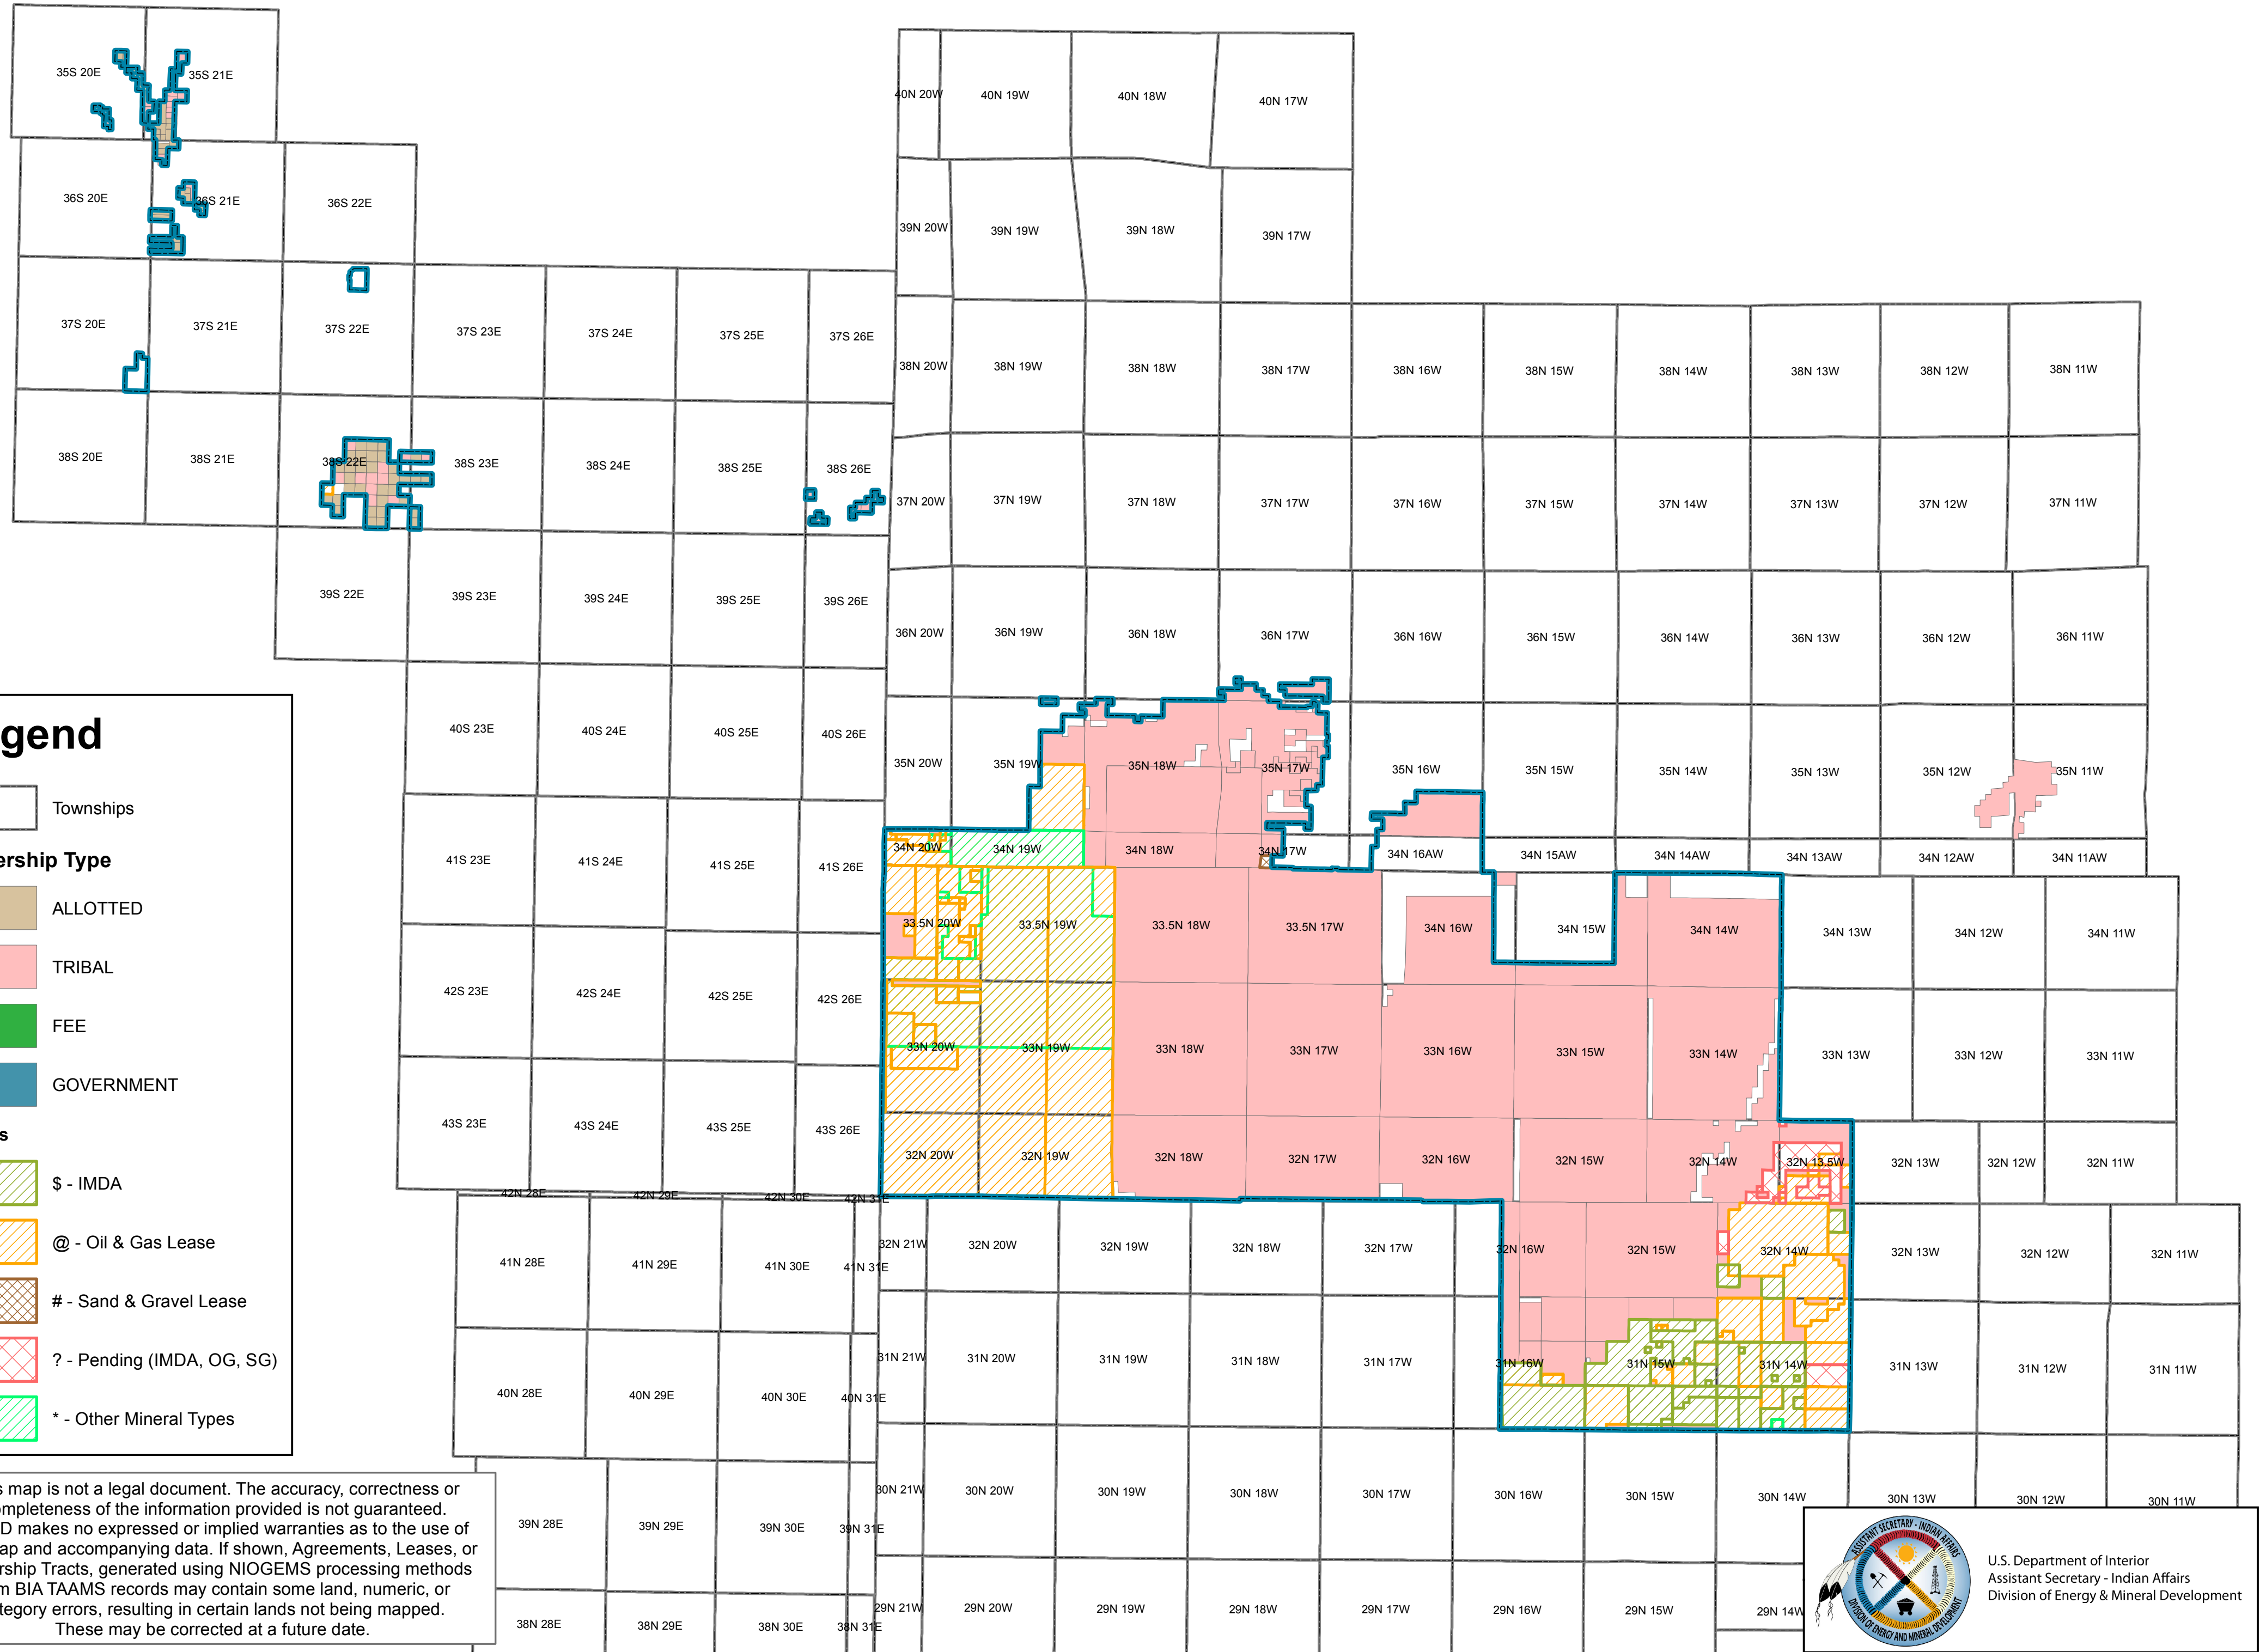 35S 20E
35S 21E
40N 20W
40N 19W
40N 18W
40N 17W
36S 20E
36S 21E
36S 22E
39N 20W
39N 19W
39N 18W
39N 17W
37S 20E
37S 21E
37S 22E
37S 23E
37S 24E
37S 25E
37S 26E
38N 20W
38N 19W
38N 18W
38N 17W
38N 16W
38N 15W
38N 14W
38N 13W
38N 12W
38N 11W
38S 20E
38S 21E
38S 22E
38S 23E
38S 24E
38S 25E
38S 26E
37N 20W
37N 19W
37N 18W
37N 17W
37N 16W
37N 15W
37N 14W
37N 13W
37N 12W
37N 11W
39S 22E
39S 23E
39S 24E
39S 25E
39S 26E
36N 20W
36N 19W
36N 18W
36N 17W
36N 16W
36N 15W
36N 14W
36N 13W
36N 12W
36N 11W
40S 23E
40S 24E
40S 25E
40S 26E
35N 20W
35N 19W
35N 18W
35N 17W
35N 16W
35N 15W
35N 14W
35N 13W
35N 12W
35N 11W
41S 23E
41S 24E
41S 25E
41S 26E
34N 20W
34N 19W
34N 18W
34N 17W
34N 16AW
34N 15AW
34N 14AW
34N 13AW
34N 12AW
34N 11AW
33.5N 20W
33.5N 19W
33.5N 18W
33.5N 17W
34N 16W
34N 15W
34N 14W
34N 13W
34N 12W
34N 11W
42S 23E
42S 24E
42S 25E
42S 26E
33N 20W
33N 19W
33N 18W
33N 17W
33N 16W
33N 15W
33N 14W
33N 13W
33N 12W
33N 11W
43S 23E
43S 24E
43S 25E
43S 26E
32N 20W
32N 19W
32N 18W
32N 17W
32N 16W
32N 15W
32N 14W
32N 13.5W
32N 13W
32N 12W
32N 11W
42N 28E
42N 29E
42N 30E
42N 31E
41N 28E
41N 29E
41N 30E
41N 31E
32N 21W
32N 20W
32N 19W
32N 18W
32N 17W
32N 16W
32N 15W
32N 14W
32N 13W
32N 12W
32N 11W
40N 28E
40N 29E
40N 30E
40N 31E
31N 21W
31N 20W
31N 19W
31N 18W
31N 17W
31N 16W
31N 15W
31N 14W
31N 13W
31N 12W
31N 11W
39N 28E
39N 29E
39N 30E
39N 31E
30N 21W
30N 20W
30N 19W
30N 18W
30N 17W
30N 16W
30N 15W
30N 14W
30N 13W
30N 12W
30N 11W
38N 28E
38N 29E
38N 30E
38N 31E
29N 21W
29N 20W
29N 19W
29N 18W
29N 17W
29N 16W
29N 15W
29N 14W
gend
Townships
ership Type
ALLOTTED
TRIBAL
FEE
GOVERNMENT
s
$ - IMDA
@ - Oil & Gas Lease
# - Sand & Gravel Lease
? - Pending (IMDA, OG, SG)
* - Other Mineral Types
s map is not a legal document. The accuracy, correctness or
ompleteness of the information provided is not guaranteed.
D makes no expressed or implied warranties as to the use of
ap and accompanying data. If shown, Agreements, Leases, or
rship Tracts, generated using NIOGEMS processing methods
m BIA TAAMS records may contain some land, numeric, or
tegory errors, resulting in certain lands not being mapped.
These may be corrected at a future date.
ASSISTANT SECRETARY - INDIAN AFFAIRS
DIVISION OF ENERGY AND MINERAL DEVELOPMENT
U.S. Department of Interior
Assistant Secretary - Indian Affairs
Division of Energy & Mineral Development